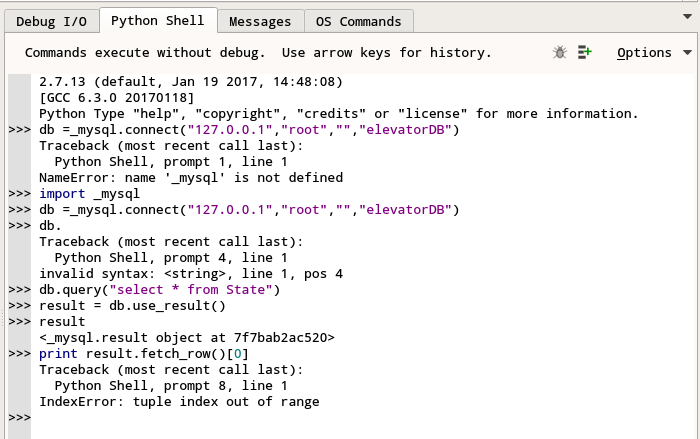 Debug I/O Python Shell Messages OS Commands
Commands execute without debug. Use arrow keys for history. Options
2.7.13 (default, Jan 19 2017, 14:48:08)
[GCC 6.3.0 20170118]
Python Type "help", "copyright", "credits" or "license" for more information.
>>> db =_mysql.connect("127.0.0.1","root","","elevatorDB")
Traceback (most recent call last):
  Python Shell, prompt 1, line 1
NameError: name '_mysql' is not defined
>>> import _mysql
>>> db =_mysql.connect("127.0.0.1","root","","elevatorDB")
>>> db.
Traceback (most recent call last):
  Python Shell, prompt 4, line 1
invalid syntax: <string>, line 1, pos 4
>>> db.query("select * from State")
>>> result = db.use_result()
>>> result
<_mysql.result object at 7f7bab2ac520>
>>> print result.fetch_row()[0]
Traceback (most recent call last):
  Python Shell, prompt 8, line 1
IndexError: tuple index out of range
>>>